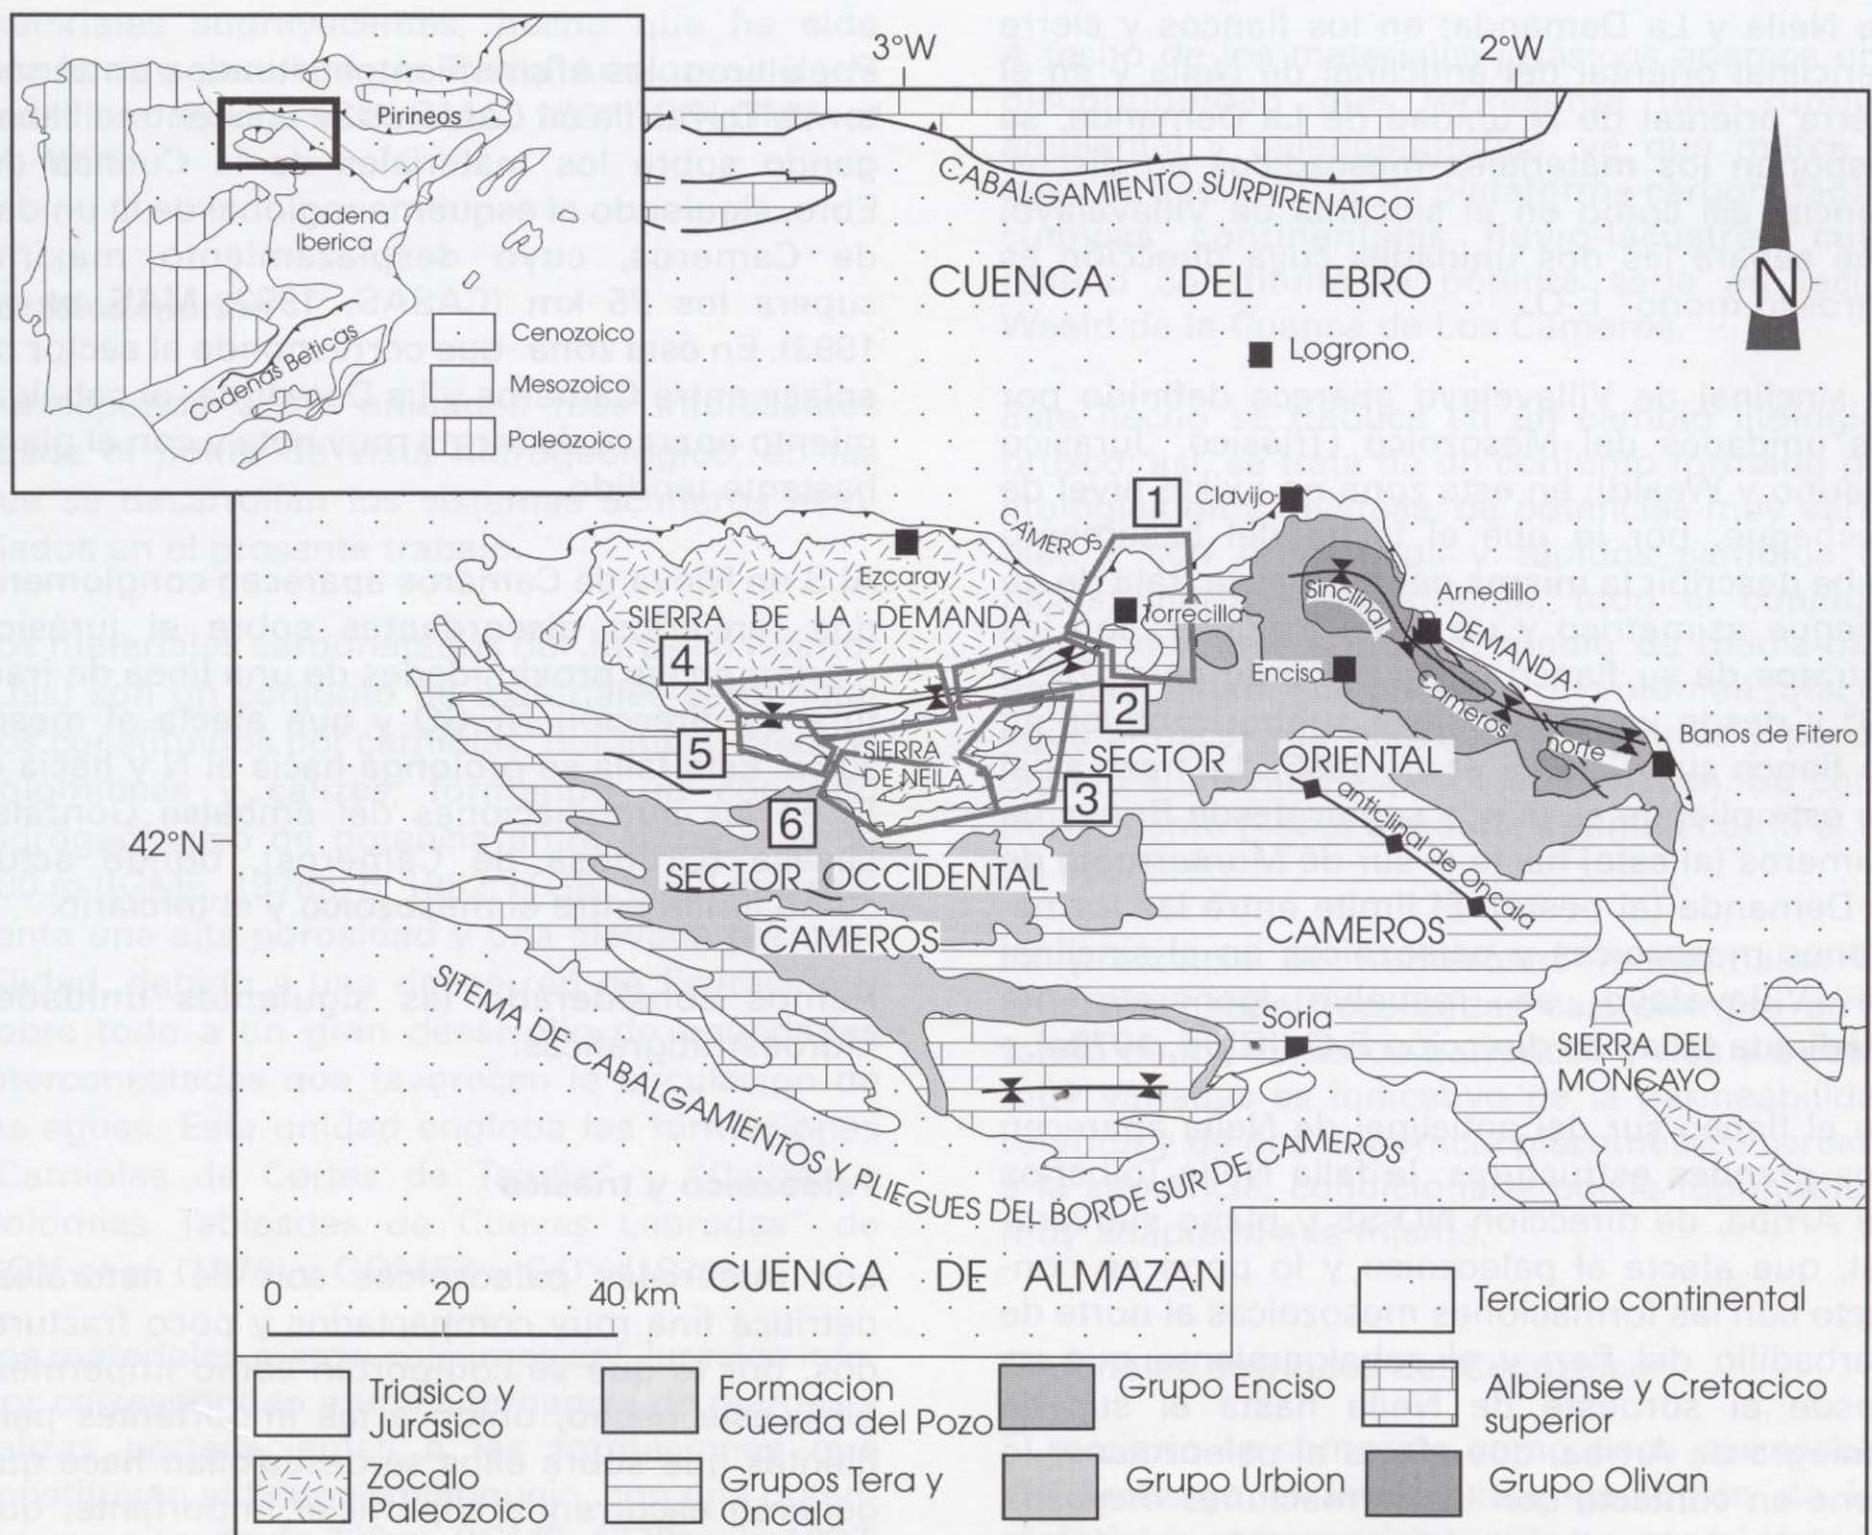 3°W
2°W
Pirineos
Cadena
Iberica
Cadenas Béticas
Cenozoico
Mesozoico
Paleozoico
CABALGAMIENTO SURPIRENAICO
CUENCA DEL EBRO
N
Logrono
1
Clavijo
CAMEROS
Ezcaray
SIERRA DE LA DEMANDA
Torrecilla
Sinclinal
Arnedillo
DEMANDA
4
Enciso
2
Cameros
norte
Banos de Fitero
5
SIERRA
DE NEILA
SECTOR ORIENTAL
3
6
anticlinal de Oncala
42°N
SECTOR OCCIDENTAL
CAMEROS
CAMEROS
SITEMA DE CABALGAMIENTOS Y PLIEGUES DEL BORDE SUR DE CAMEROS
Soria
SIERRA DEL
MONCAYO
CUENCA DE ALMAZAN
0 20 40 km
Terciario continental
Triasico y
Jurásico
Formacion
Cuerda del Pozo
Grupo Enciso
Albiense y Cretacico
superior
Zocalo
Paleozoico
Grupos Tera y
Oncala
Grupo Urbion
Grupo Olivan